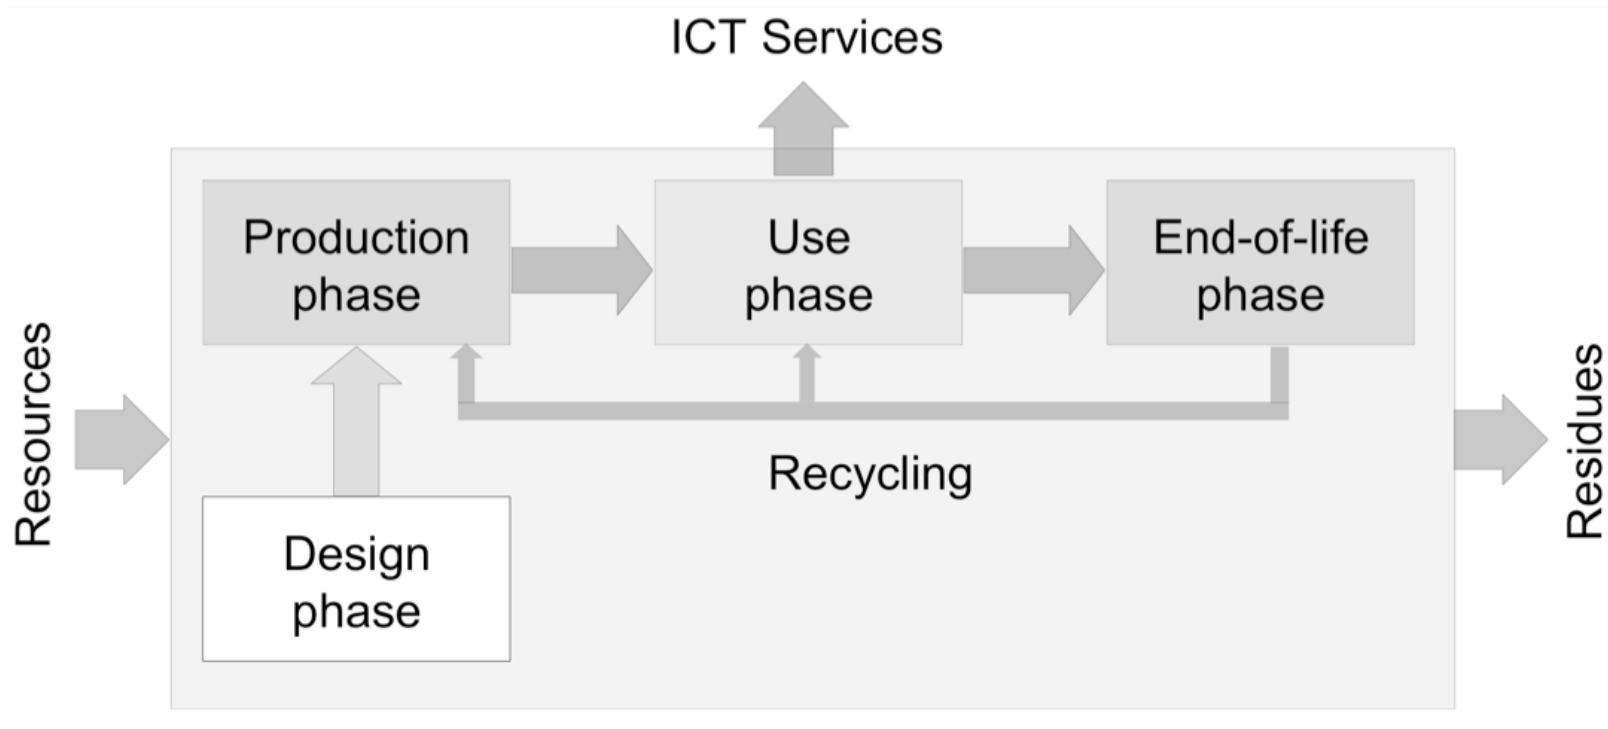 ICT Services
Production
phase
Use
phase
End-of-life
phase
Resources
Residues
Recycling
Design
phase